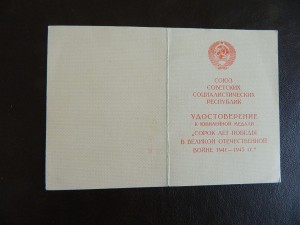 СОЮЗ
СОВЕТСКИХ
СОЦИАЛИСТИЧЕСКИХ
РЕСПУБЛИК
УДОСТОВЕРЕНИЕ
К ЮБИЛЕЙНОЙ МЕДАЛИ
„СОРОК ЛЕТ ПОБЕДЫ
В ВЕЛИКОЙ ОТЕЧЕСТВЕННОЙ
ВОЙНЕ 1941—1945 гг."